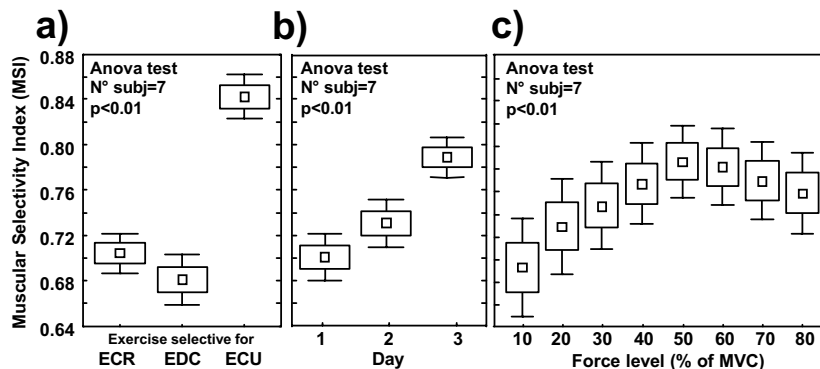 a)
b)
c)
Muscular Selectivity Index (MSI)
0.88
0.84
0.80
0.76
0.72
0.68
0.64
Anova test
N° subj=7
p<0.01
Exercise selective for
ECR EDC ECU
Anova test
N° subj=7
p<0.01
1 2 3
Day
Anova test
N° subj=7
p<0.01
10 20 30 40 50 60 70 80
Force level (% of MVC)